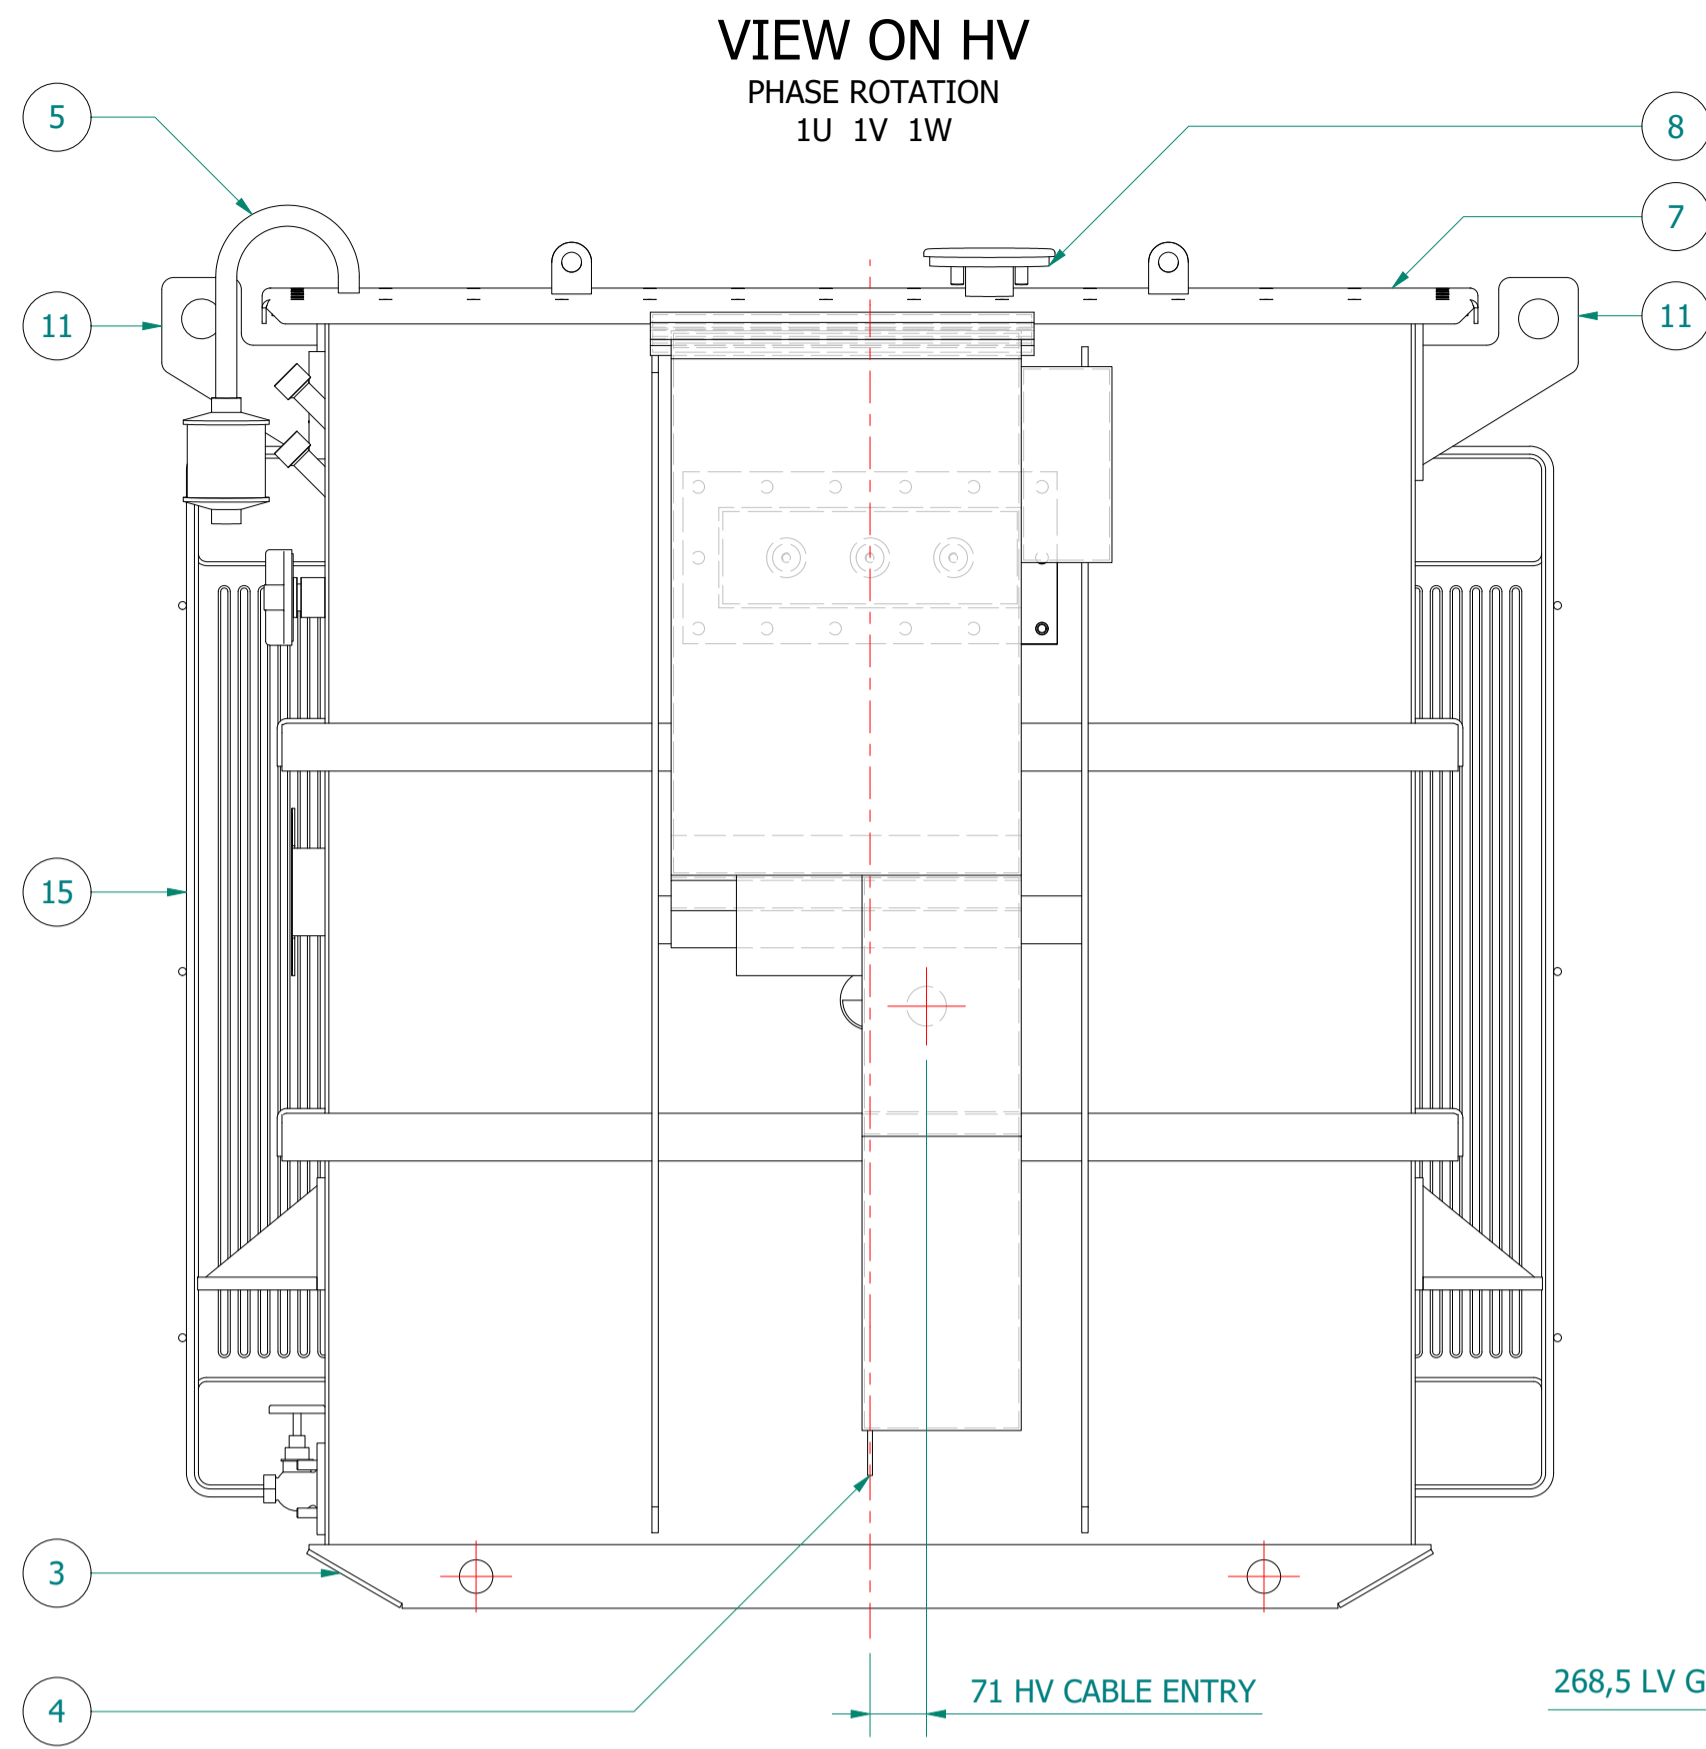 VIEW ON HV
PHASE ROTATION
1U 1V 1W
5
8
7
11
11
15
3
4
71 HV CABLE ENTRY
268,5 LV G